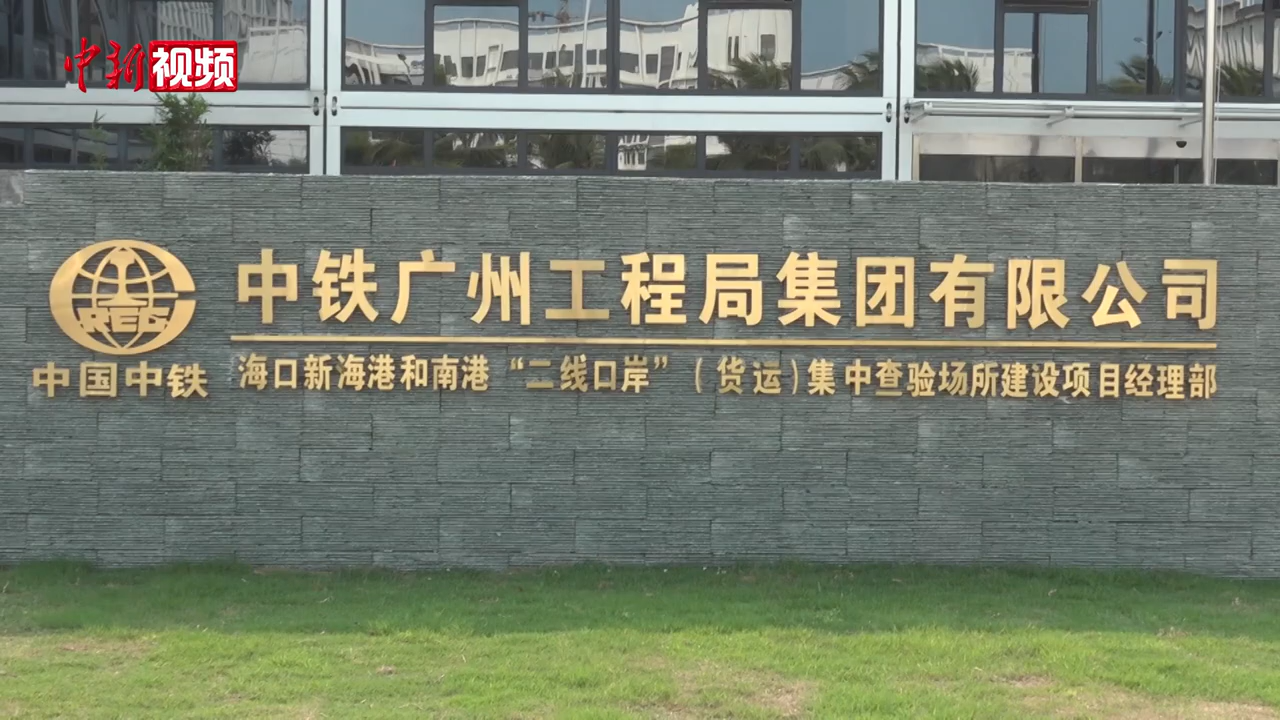 中新视频
中铁广州工程局集团有限公司
CREG
中国中铁
海口新海港和南港“二线口岸”(货运)集中查验场所建设项目经理部